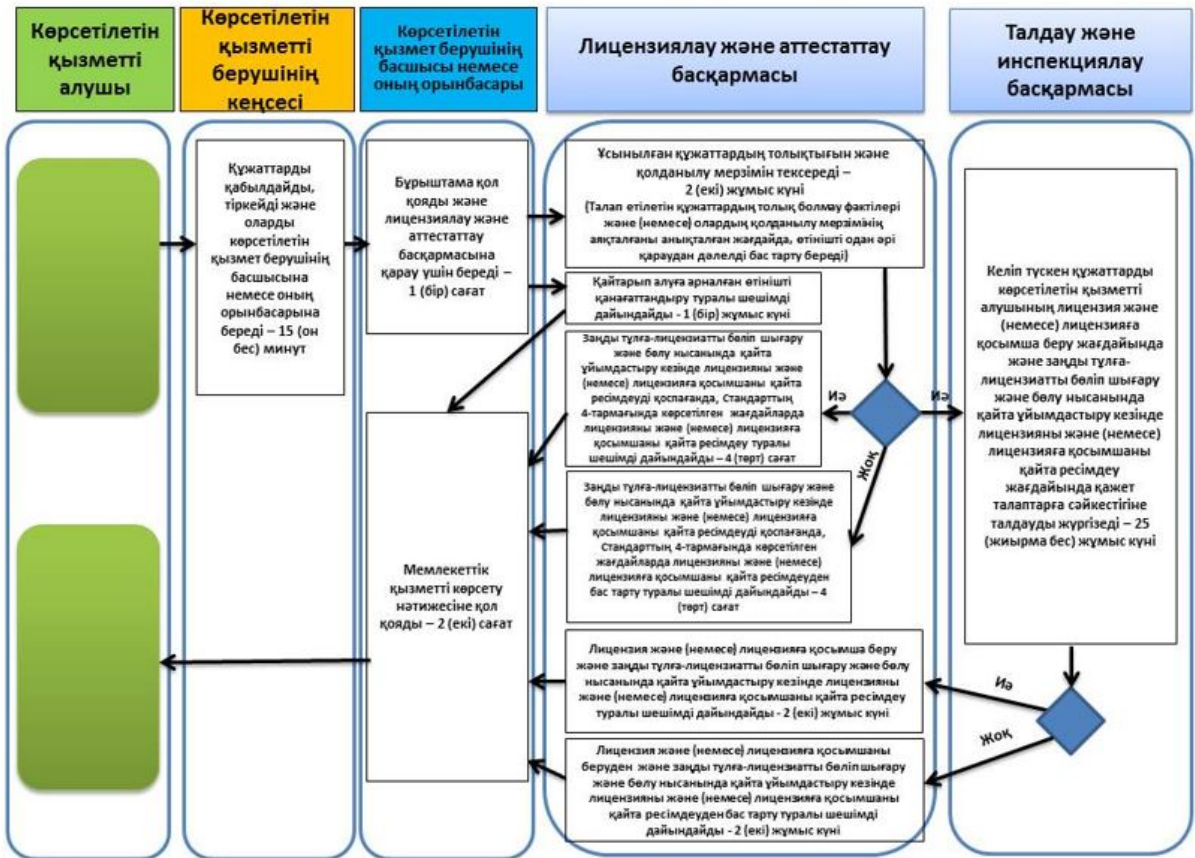 Көрсетілетін
қызметті
алушы
Көрсетілетін
қызметті
берушінің
кеңсесі
Көрсетілетін
қызмет берушінің
басшысы немесе
оның орынбасары
Лицензиялау және аттестаттау
басқармасы
Талдау және
инспекциялау
басқармасы
Құжаттарды
қабылдайды,
тіркейді және
оларды
көрсетілетін
қызмет берушінің
басшысына
немесе оның
орынбасарына
береді – 15 (он
бес) минут
Бұрыштама қол
қояды және
лицензиялау және
аттестаттау
басқармасына
қарау үшін береді –
1 (бір) сағат
Ұсынылған құжаттардың толықтығын және
қолданылу мерзімін тексереді –
2 (екі) жұмыс күні
(Талап етілетін құжаттардың толық болмау фактілері
және (немесе) олардың қолданылу мерзімінің
аяқталғаны анықталған жағдайда, өтінішті одан әрі
қараудан дәлелді бас тарту береді)
Қайтарып алуға арналған өтінішті
қанағаттандыру туралы шешімді
дайындайды - 1 (бір) жұмыс күні
Заңды тұлға-лицензиатты бөліп шығару
және бөлу нысанында қайта
ұйымдастыру кезінде лицензияны және
(немесе) лицензияға қосымшаны қайта
ресімдеуді қоспағанда, Стандарттың
4-тармағында көрсетілген жағдайларда
лицензияны және (немесе) лицензияға
қосымшаны қайта ресімдеу туралы
шешімді дайындайды – 4 (төрт) сағат
Иә
Иә
Жоқ
Заңды тұлға-лицензиатты бөліп шығару және
бөлу нысанында қайта ұйымдастыру кезінде
лицензияны және (немесе) лицензияға
қосымшаны қайта ресімдеуді қоспағанда,
Стандарттың 4-тармағында көрсетілген
жағдайларда лицензияны және (немесе)
лицензияға қосымшаны қайта ресімдеуден
бас тарту туралы шешімді дайындайды – 4
(төрт) сағат
Мемлекеттік
қызметті көрсету
нәтижесіне қол
қояды – 2 (екі) сағат
Лицензия және (немесе) лицензияға қосымша беру
және заңды тұлға-лицензиатты бөліп шығару және бөлу
нысанында қайта ұйымдастыру кезінде лицензияны
және (немесе) лицензияға қосымшаны қайта ресімдеу
туралы шешімді дайындайды - 2 (екі) жұмыс күні
Лицензия және (немесе) лицензияға қосымшаны
беруден және заңды тұлға-лицензиатты бөліп шығару
және бөлу нысанында қайта ұйымдастыру кезінде
лицензияны және (немесе) лицензияға қосымшаны
қайта ресімдеуден бас тарту туралы шешімді
дайындайды - 2 (екі) жұмыс күні
Келіп түскен құжаттарды
көрсетілетін қызметті
алушының лицензия және
(немесе) лицензияға
қосымша беру жағдайында
және заңды тұлға-
лицензиатты бөліп шығару
және бөлу нысанында
қайта ұйымдастыру кезінде
лицензияны және (немесе)
лицензияға қосымшаны
қайта ресімдеу
жағдайында қажет
талаптарға сәйкестігіне
талдауды жүргізеді – 25
(жиырма бес) жұмыс күні
Иә
Жоқ